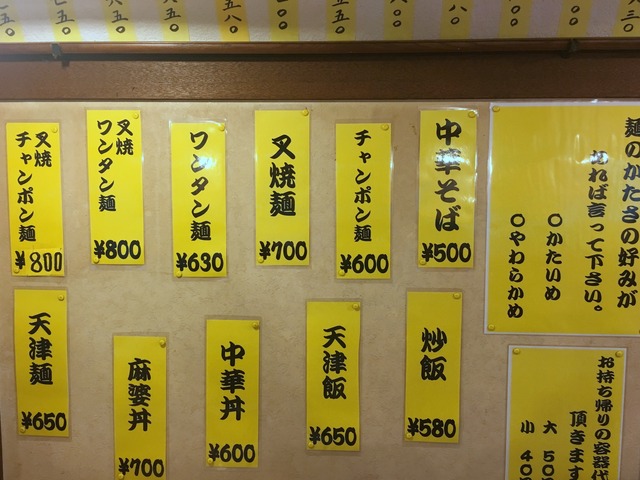 麺のかたさの好みが
あれば言って下さい。
〇かたいめ
〇やわらかめ
中華そば
¥500
チャンポン麺
¥600
叉焼麺
¥700
ワンタン麺
¥630
叉焼
ワンタン麺
¥800
叉焼
チャンポン麺
¥800
お持ち帰りの容器代
頂きます
大 50
小 40
炒飯
¥580
天津飯
¥650
中華丼
¥600
麻婆丼
¥700
天津麺
¥650